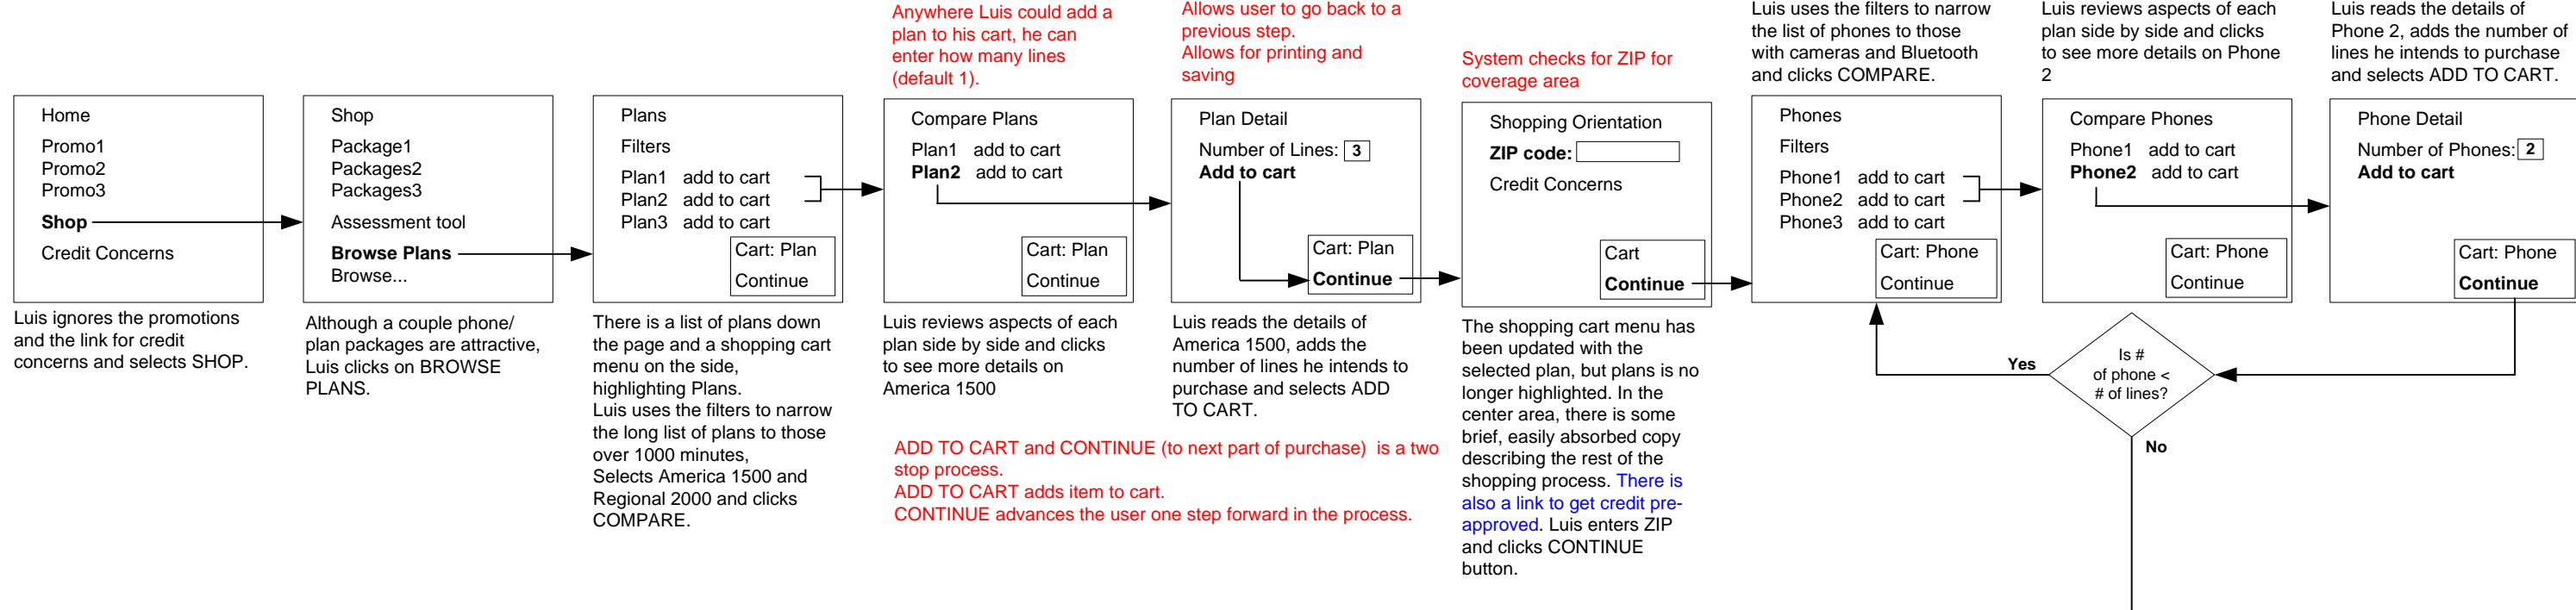 Anywhere Luis could add a
plan to his cart, he can
enter how many lines
(default 1).
Allows user to go back to a
previous step.
Allows for printing and
saving
System checks for ZIP for
coverage area
Luis uses the filters to narrow
the list of phones to those
with cameras and Bluetooth
and clicks COMPARE.
Luis reviews aspects of each
plan side by side and clicks
to see more details on Phone
2
Luis reads the details of
Phone 2, adds the number of
lines he intends to purchase
and selects ADD TO CART.
Home
Promo1
Promo2
Promo3
Shop
Credit Concerns
Shop
Package1
Packages2
Packages3
Assessment tool
Browse Plans
Browse...
Plans
Filters
Plan1 add to cart
Plan2 add to cart
Plan3 add to cart
Cart: Plan
Continue
Compare Plans
Plan1 add to cart
Plan2 add to cart
Cart: Plan
Continue
Plan Detail
Number of Lines: 3
Add to cart
Cart: Plan
Continue
Shopping Orientation
ZIP code:
Credit Concerns
Cart
Continue
Phones
Filters
Phone1 add to cart
Phone2 add to cart
Phone3 add to cart
Cart: Phone
Continue
Compare Phones
Phone1 add to cart
Phone2 add to cart
Cart: Phone
Continue
Phone Detail
Number of Phones: 2
Add to cart
Cart: Phone
Continue
Luis ignores the promotions
and the link for credit
concerns and selects SHOP.
Although a couple phone/
plan packages are attractive,
Luis clicks on BROWSE
PLANS.
There is a list of plans down
the page and a shopping cart
menu on the side,
highlighting Plans.
Luis uses the filters to narrow
the long list of plans to those
over 1000 minutes,
Selects America 1500 and
Regional 2000 and clicks
COMPARE.
Luis reviews aspects of each
plan side by side and clicks
to see more details on
America 1500
Luis reads the details of
America 1500, adds the
number of lines he intends to
purchase and selects ADD
TO CART.
ADD TO CART and CONTINUE (to next part of purchase) is a two
stop process.
ADD TO CART adds item to cart.
CONTINUE advances the user one step forward in the process.
The shopping cart menu has
been updated with the
selected plan, but plans is no
longer highlighted. In the
center area, there is some
brief, easily absorbed copy
describing the rest of the
shopping process. There is
also a link to get credit pre-
approved. Luis enters ZIP
and clicks CONTINUE
button.
Yes
Is #
of phone <
# of lines?
No